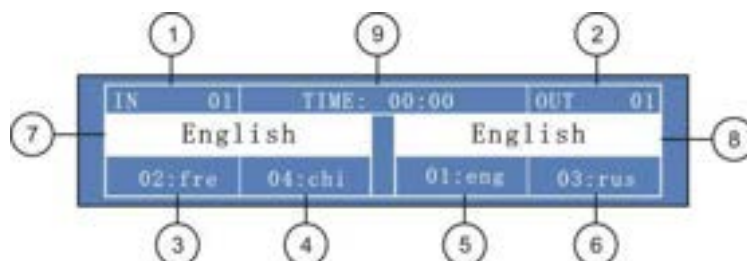 1 9 2
IN 01 TIME: 00:00 OUT 01
7 English English 8
02:fre 04:chi 01:eng 03:rus
3 4 5 6